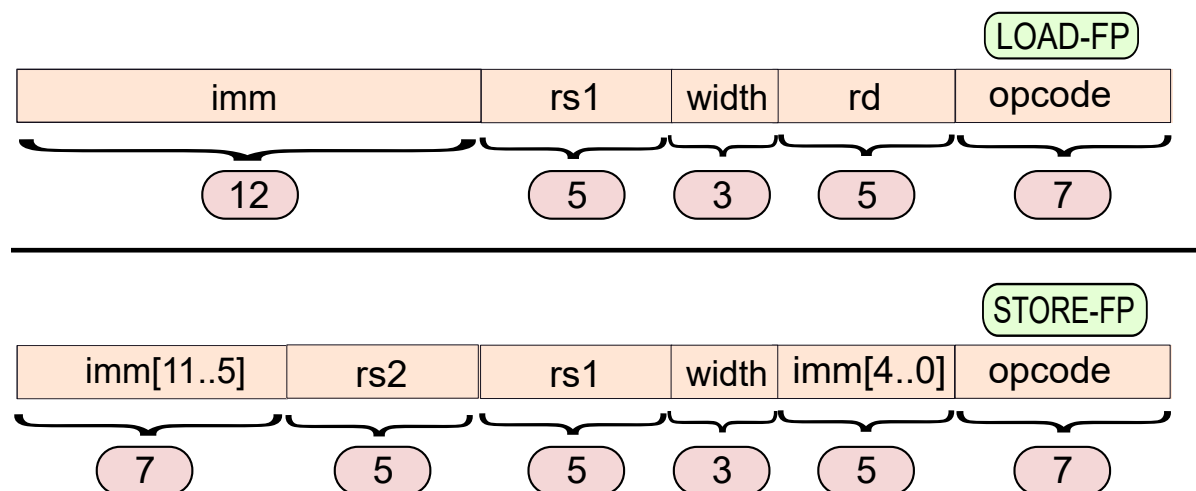 LOAD-FP
imm rs1 width rd opcode
12 5 3 5 7
STORE-FP
imm[11..5] rs2 rs1 width imm[4..0] opcode
7 5 5 3 5 7